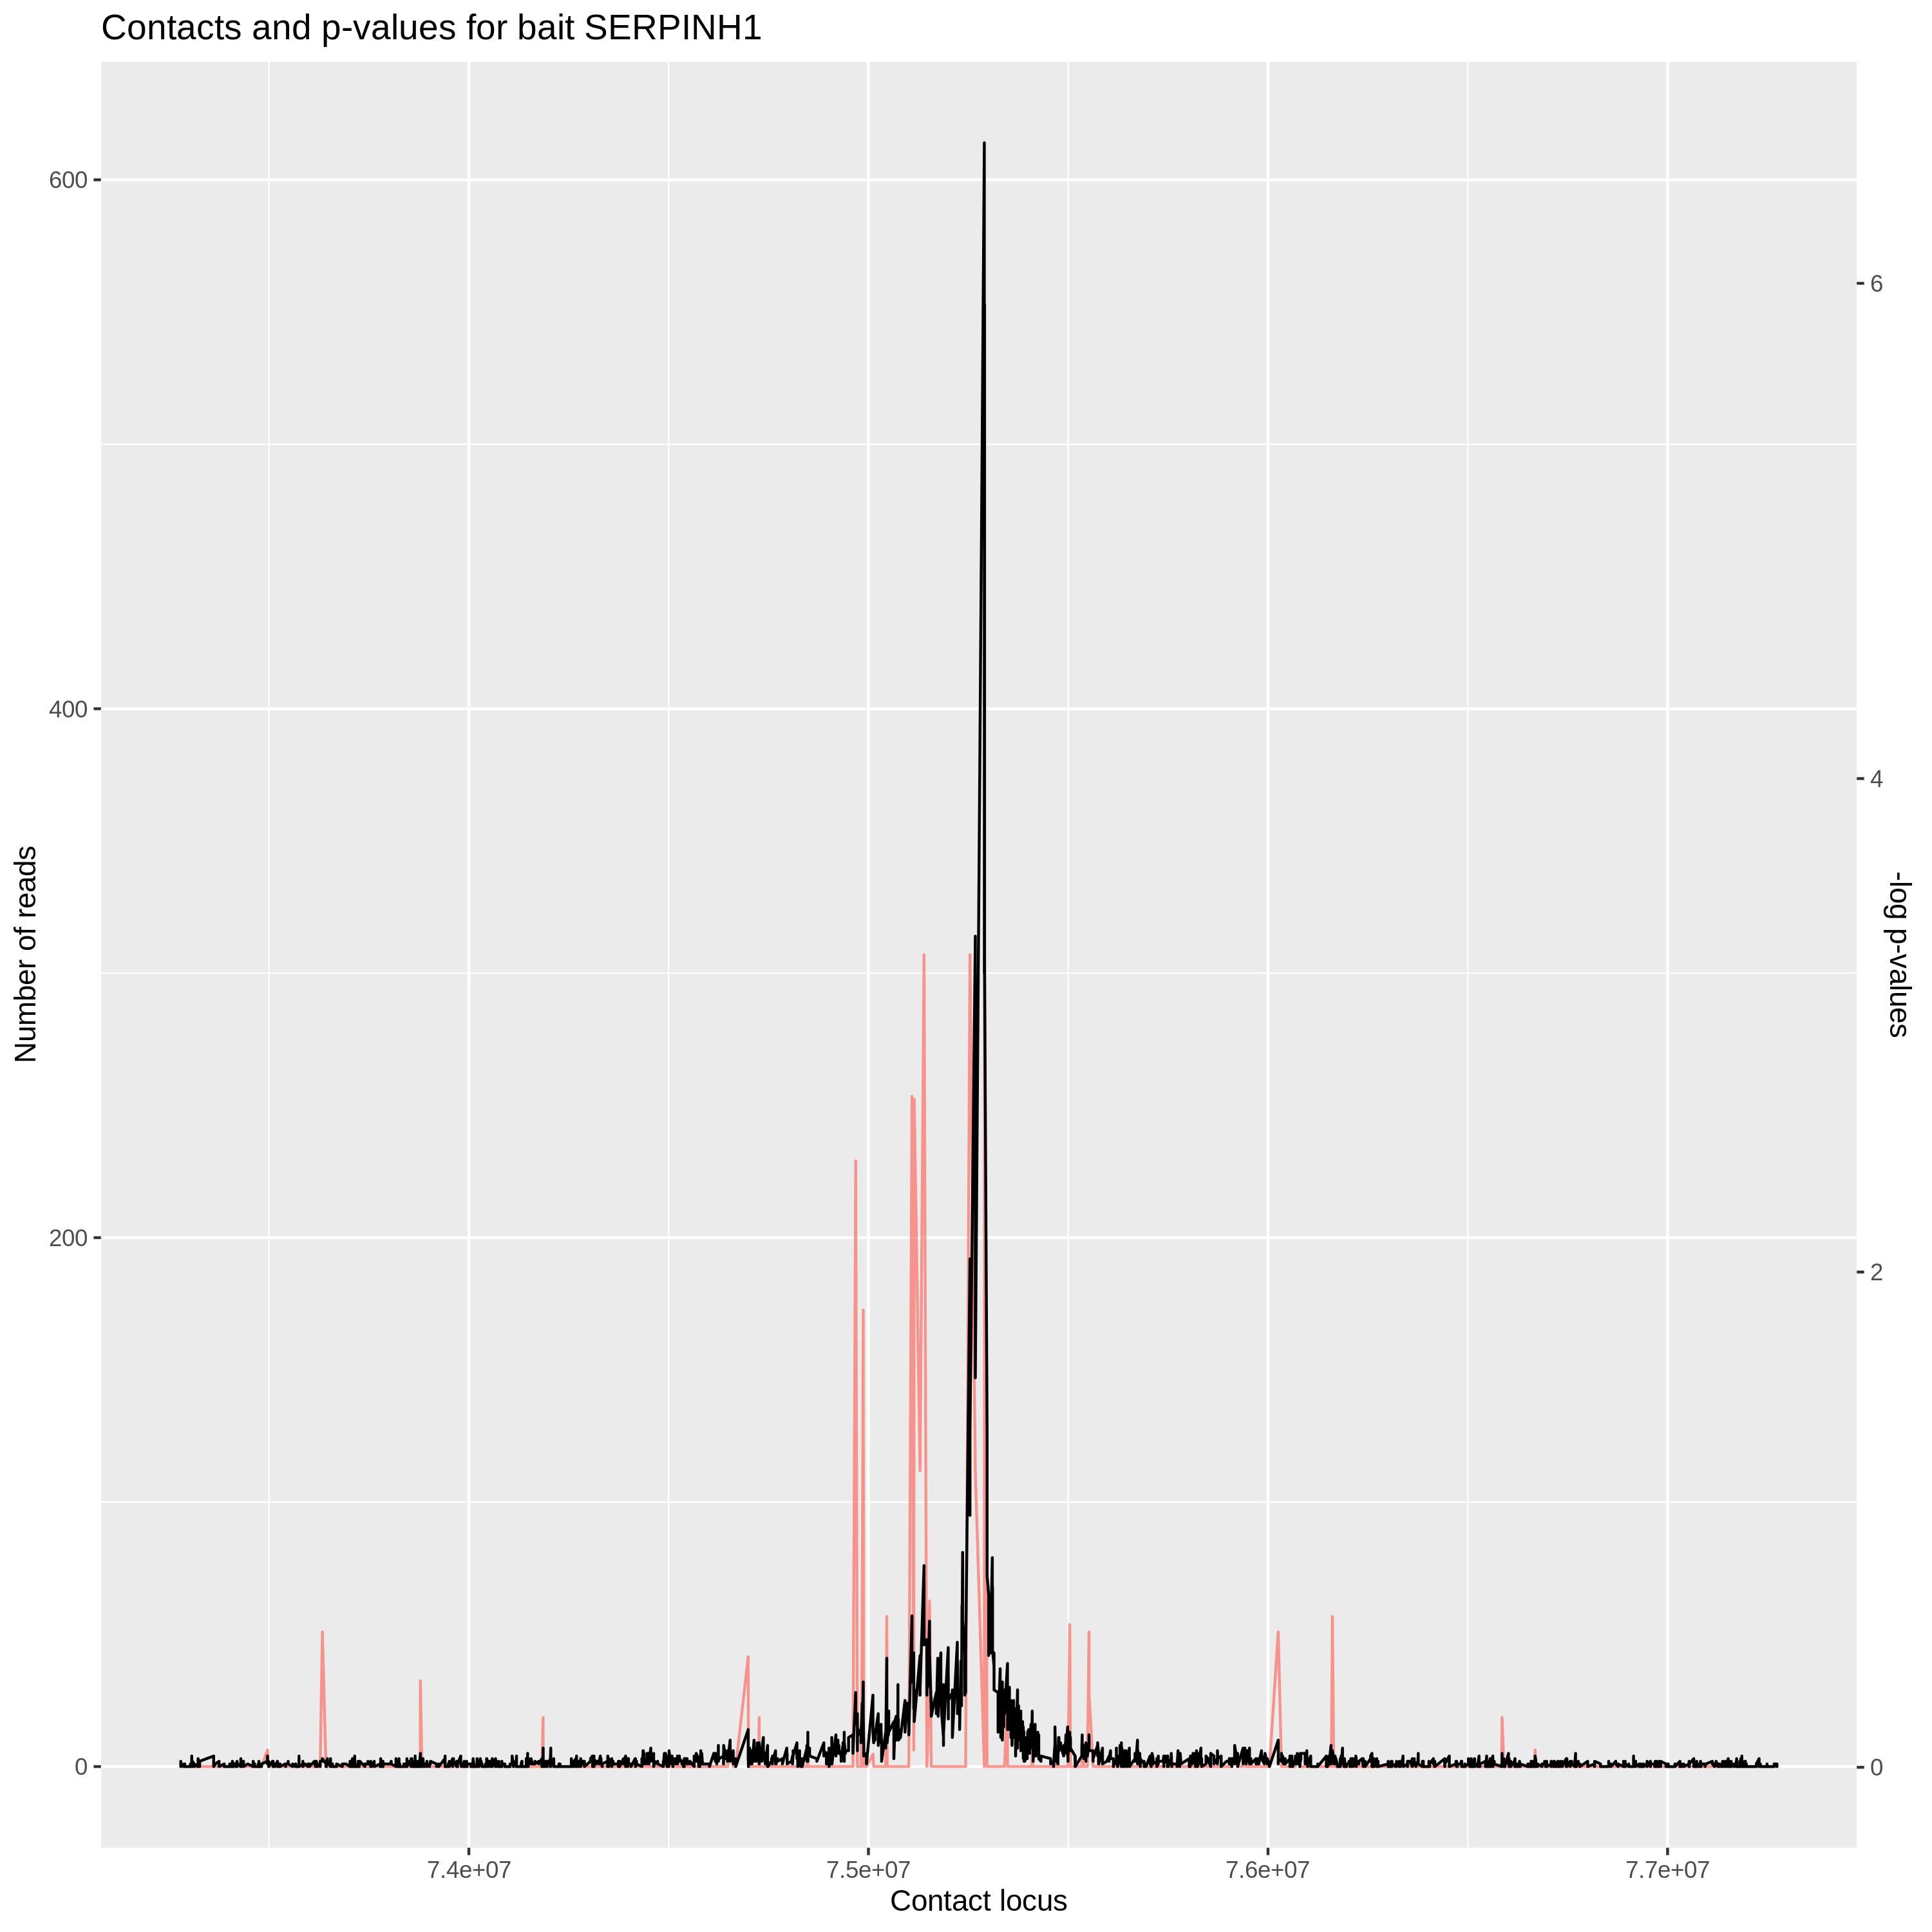 Contacts and p-values for bait SERPINH1
600
400
200
0
Number of reads
6
4
2
0
-log p-values
7.4e+07
7.5e+07
7.6e+07
7.7e+07
Contact locus